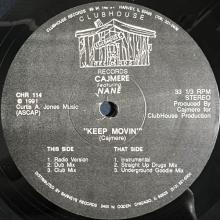 CLUBHOUSE
RECORDS
CAJMERE
featuring
NANE
CHR 114
℗ 1991
Curtis A. Jones Music
(ASCAP)
33 1/3 RPM
Stereo
Produced By
Cajmere for
ClubHouse Production
"KEEP MOVIN'"
(Cajmere)
THIS SIDE
1. Radio Version
2. Dub Mix
3. Club Mix
THAT SIDE
1. Instrumental
2. Straight Up Drugs Mix
3. Underground Goodie Mix